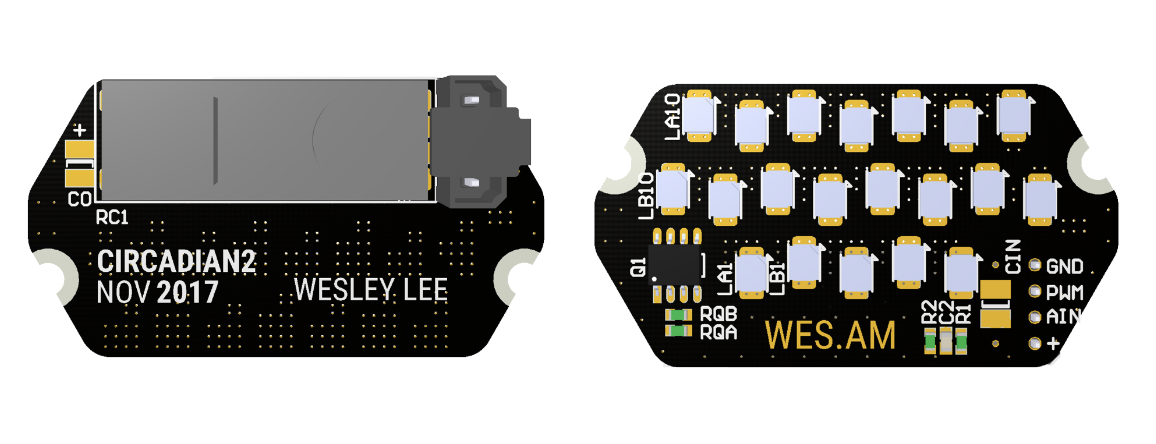 +
C0
RC1
CIRCADIAN2
NOV 2017
WESLEY LEE
LA10
LB10
Q1
LA1
LB1
CIN
GND
PWM
AIN
+
RQB
RQA
WES.AM
R2
C2
R1